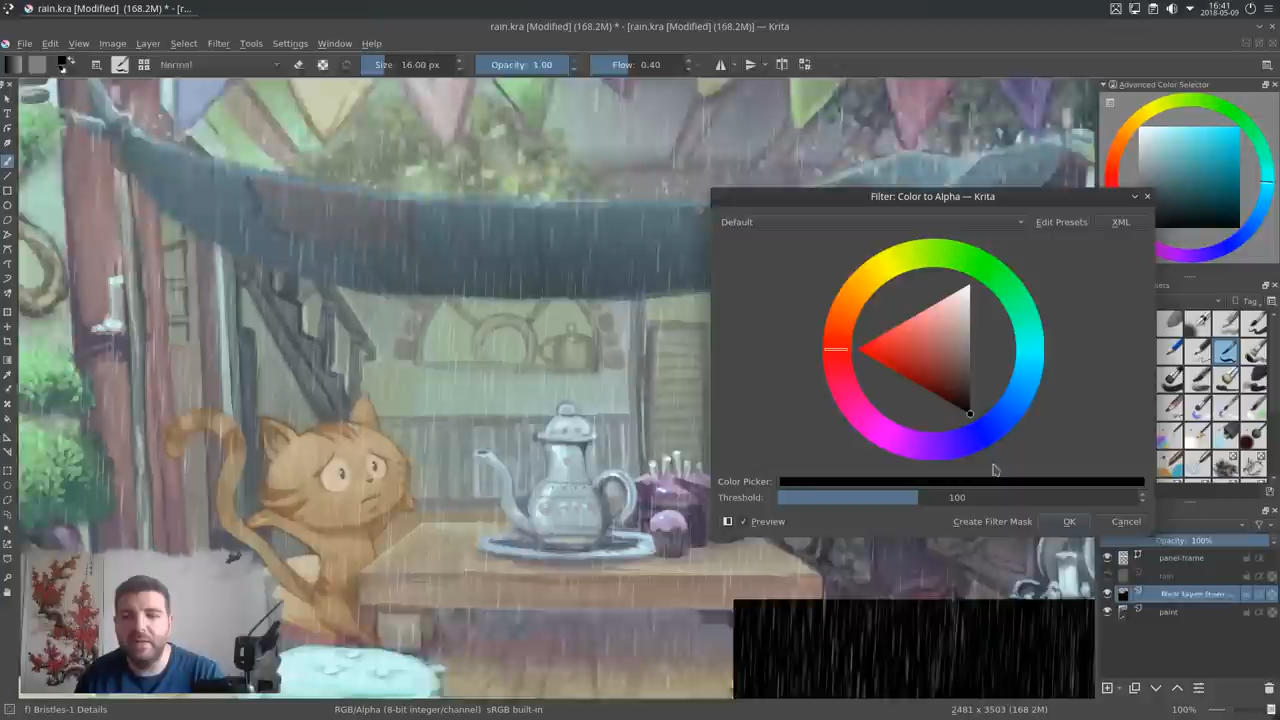 rain.kra [Modified] (168.2M) * - [r...
16:41
2018-05-09
rain.kra [Modified] (168.2M) * - [rain.kra [Modified] (168.2M)] — Krita
File Edit View Image Layer Select Filter Tools Settings Window Help
Normal Size: 16.00 px Opacity: 1.00 Flow: 0.40
Advanced Color Selector
Filter: Color to Alpha — Krita
Default Edit Presets XML
Tag
Color Picker:
Threshold: 100
Preview Create Filter Mask OK Cancel
Opacity: 100%
panel-frame
rain
paint
f) Bristles-1 Details RGB/Alpha (8-bit integer/channel) sRGB built-in 2481 x 3503 (168.2 M) 100%